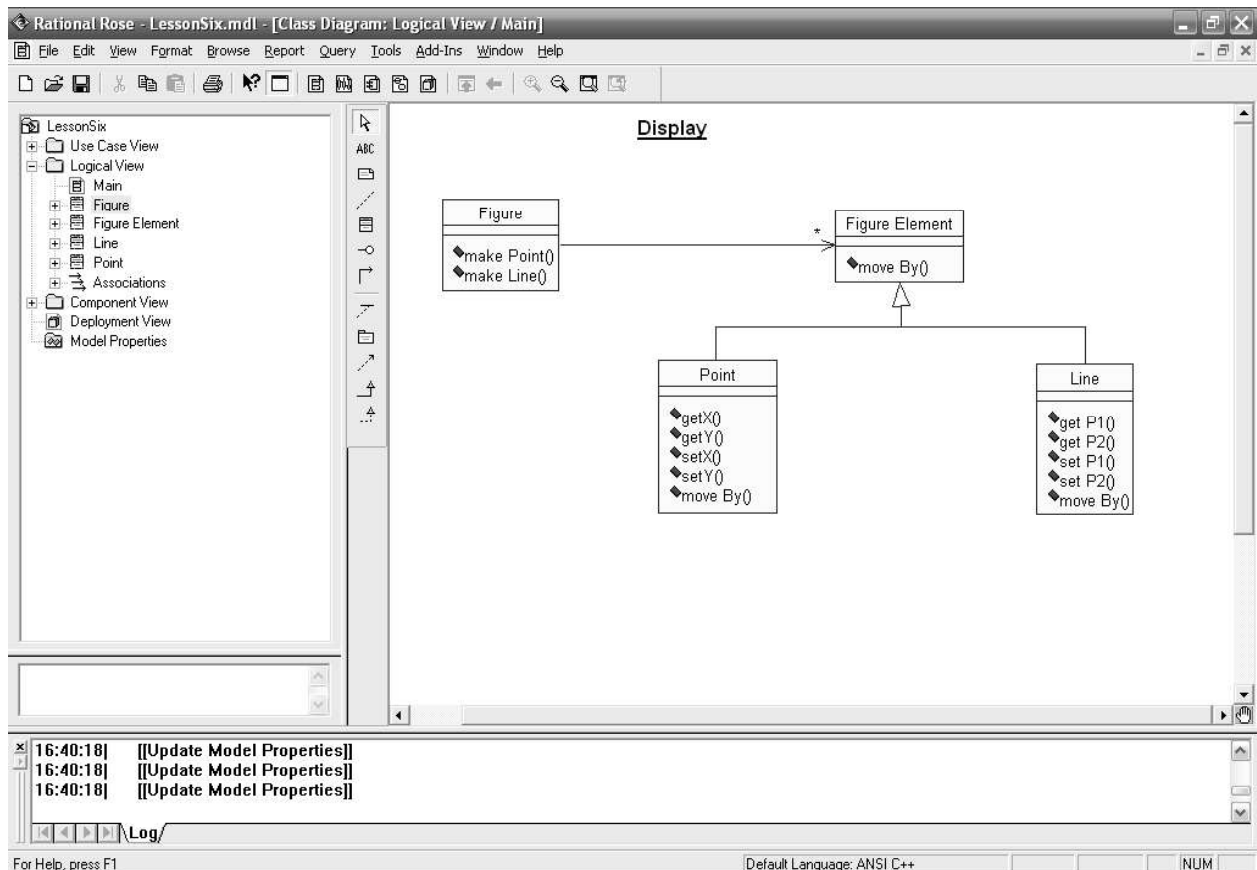 Rational Rose - LessonSix.mdl - [Class Diagram: Logical View / Main]
File Edit View Format Browse Report Query Tools Add-Ins Window Help
LessonSix
Use Case View
Logical View
Main
Figure
Figure Element
Line
Point
Associations
Component View
Deployment View
Model Properties
ABC
Display
Figure
make Point()
make Line()
*
Figure Element
move By()
Point
getX()
getY()
setX()
setY()
move By()
Line
get P1()
get P2()
set P1()
set P2()
move By()
16:40:18| [[Update Model Properties]]
16:40:18| [[Update Model Properties]]
16:40:18| [[Update Model Properties]]
Log
For Help, press F1 Default Language: ANSI C++ NUM